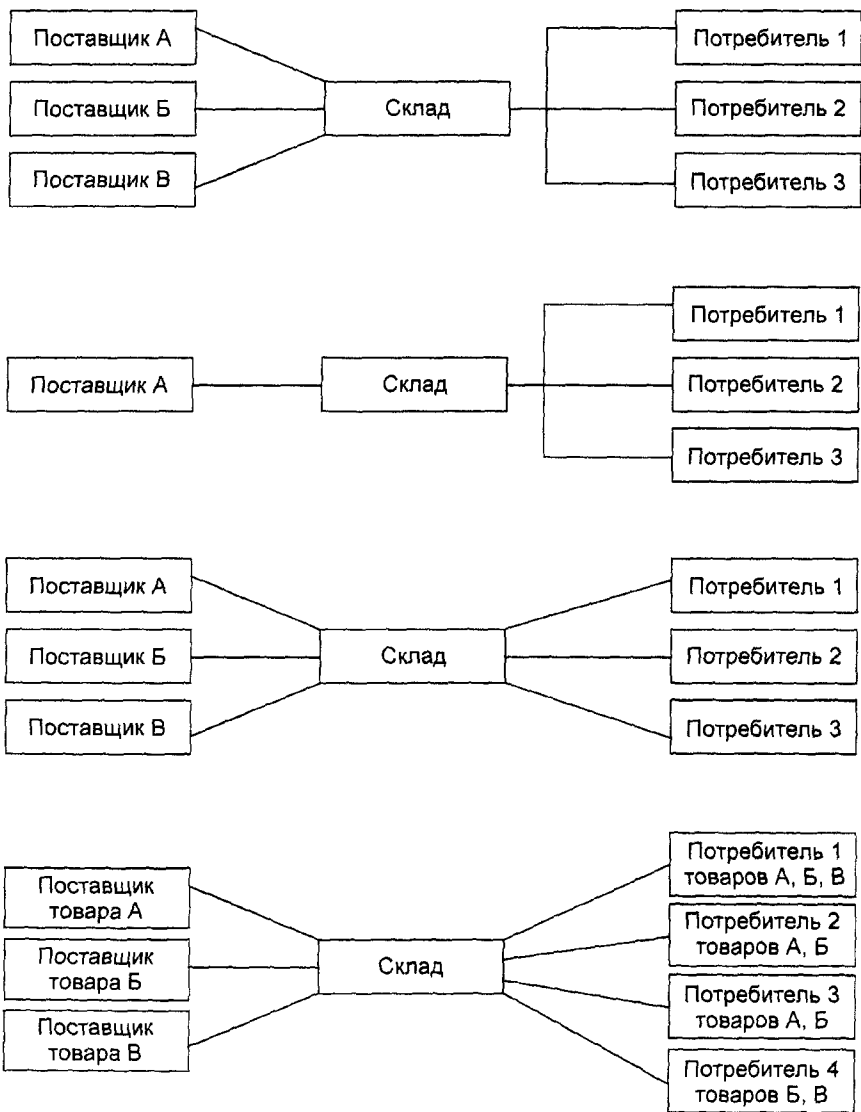 Поставщик А
Поставщик Б
Поставщик В
Склад
Потребитель 1
Потребитель 2
Потребитель 3
Поставщик А
Склад
Потребитель 1
Потребитель 2
Потребитель 3
Поставщик А
Поставщик Б
Поставщик В
Склад
Потребитель 1
Потребитель 2
Потребитель 3
Поставщик
товара А
Поставщик
товара Б
Поставщик
товара В
Склад
Потребитель 1
товаров А, Б, В
Потребитель 2
товаров А, Б
Потребитель 3
товаров А, Б
Потребитель 4
товаров Б, В